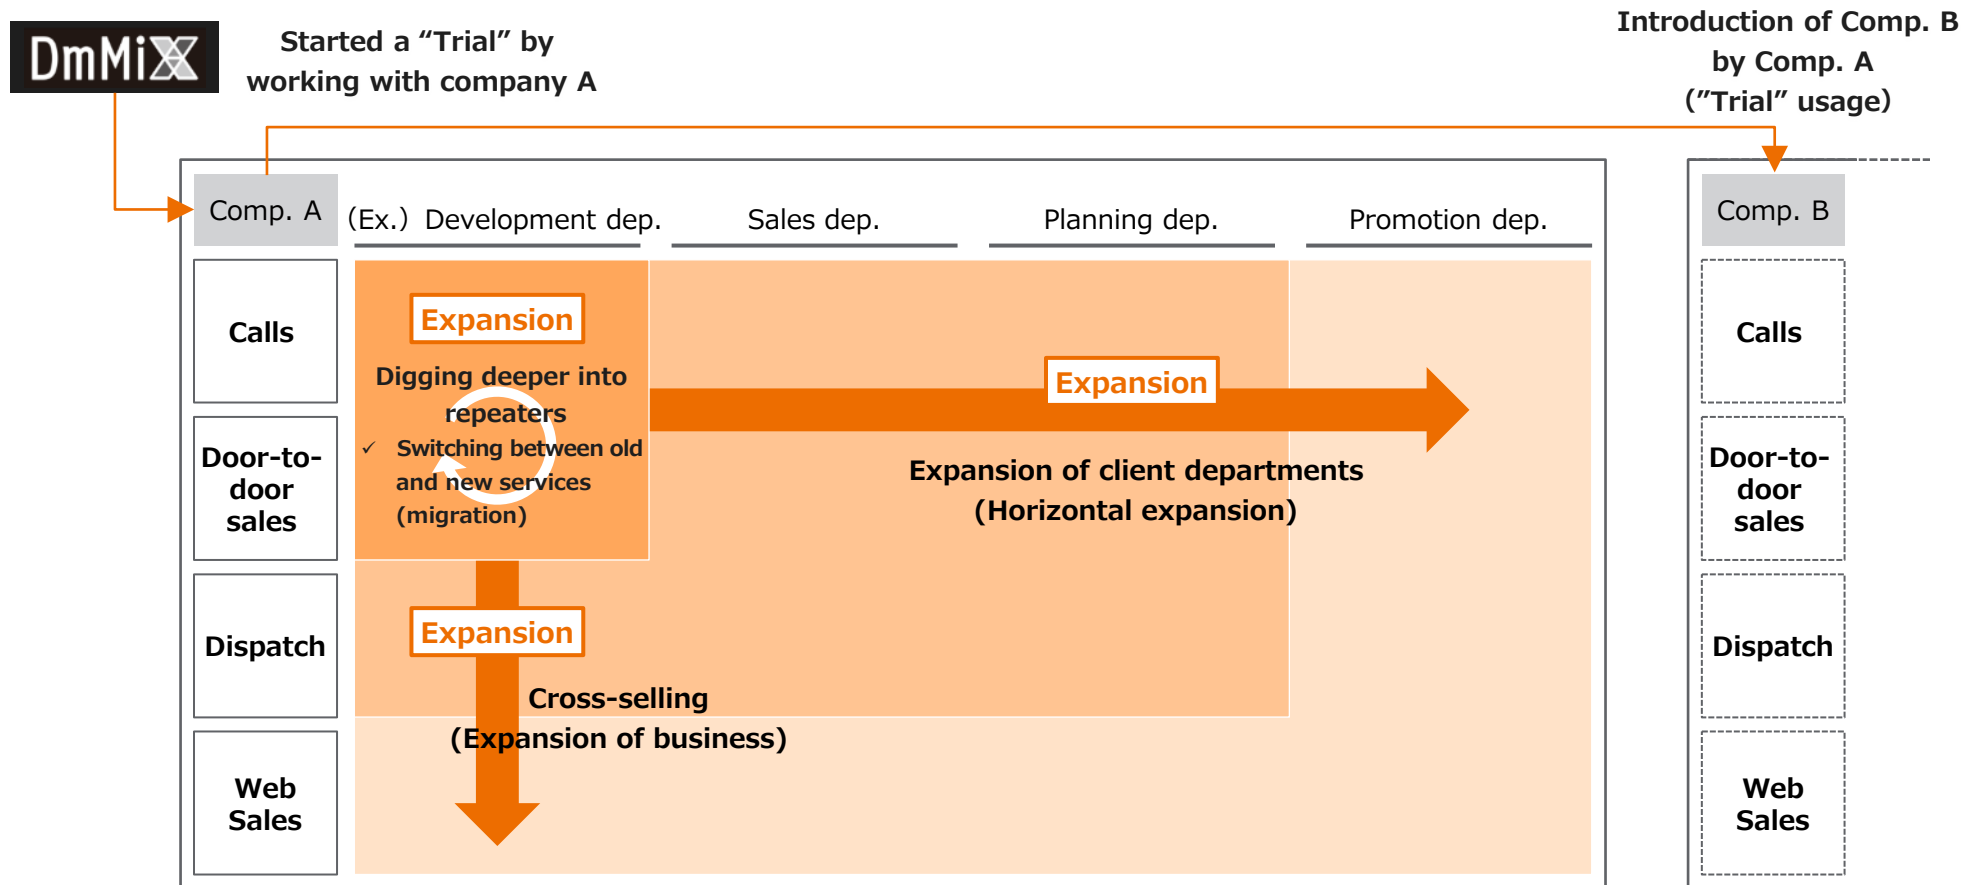 DmMiX
Started a “Trial” by
working with company A
Introduction of Comp. B
by Comp. A
(”Trial” usage)
Comp. A
(Ex.) Development dep.
Sales dep.
Planning dep.
Promotion dep.
Comp. B
Calls
Door-to-
door
sales
Dispatch
Web
Sales
Expansion
Digging deeper into
repeaters
✓ Switching between old
and new services
(migration)
Expansion
Expansion of client departments
(Horizontal expansion)
Expansion
Cross-selling
(Expansion of business)
Calls
Door-to-
door
sales
Dispatch
Web
Sales